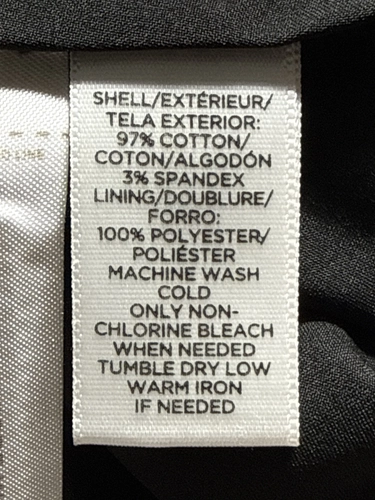 SHELL/EXTÉRIEUR/
TELA EXTERIOR:
97% COTTON/
COTON/ALGODÓN
3% SPANDEX
LINING/DOUBLURE/
FORRO:
100% POLYESTER/
POLIÉSTER
MACHINE WASH
COLD
ONLY NON-
CHLORINE BLEACH
WHEN NEEDED
TUMBLE DRY LOW
WARM IRON
IF NEEDED
LINE